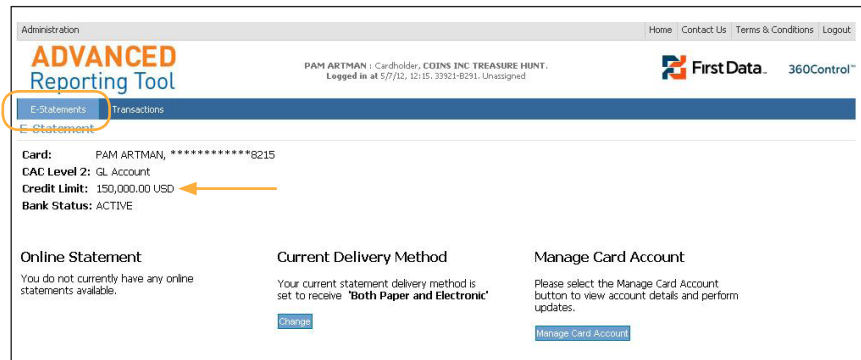 Administration
Home Contact Us Terms & Conditions Logout
ADVANCED
Reporting Tool
PAM ARTMAN : Cardholder, COINS INC TREASURE HUNT.
Logged in at 5/7/12, 12:15. 33921-B291. Unassigned
First Data.
360Control™
E-Statements Transactions
E-Statement
Card: PAM ARTMAN, ************8215
CAC Level 2: GL Account
Credit Limit: 150,000.00 USD
Bank Status: ACTIVE
Online Statement
You do not currently have any online
statements available.
Current Delivery Method
Your current statement delivery method is
set to receive 'Both Paper and Electronic'
Change
Manage Card Account
Please select the Manage Card Account
button to view account details and perform
updates.
Manage Card Account